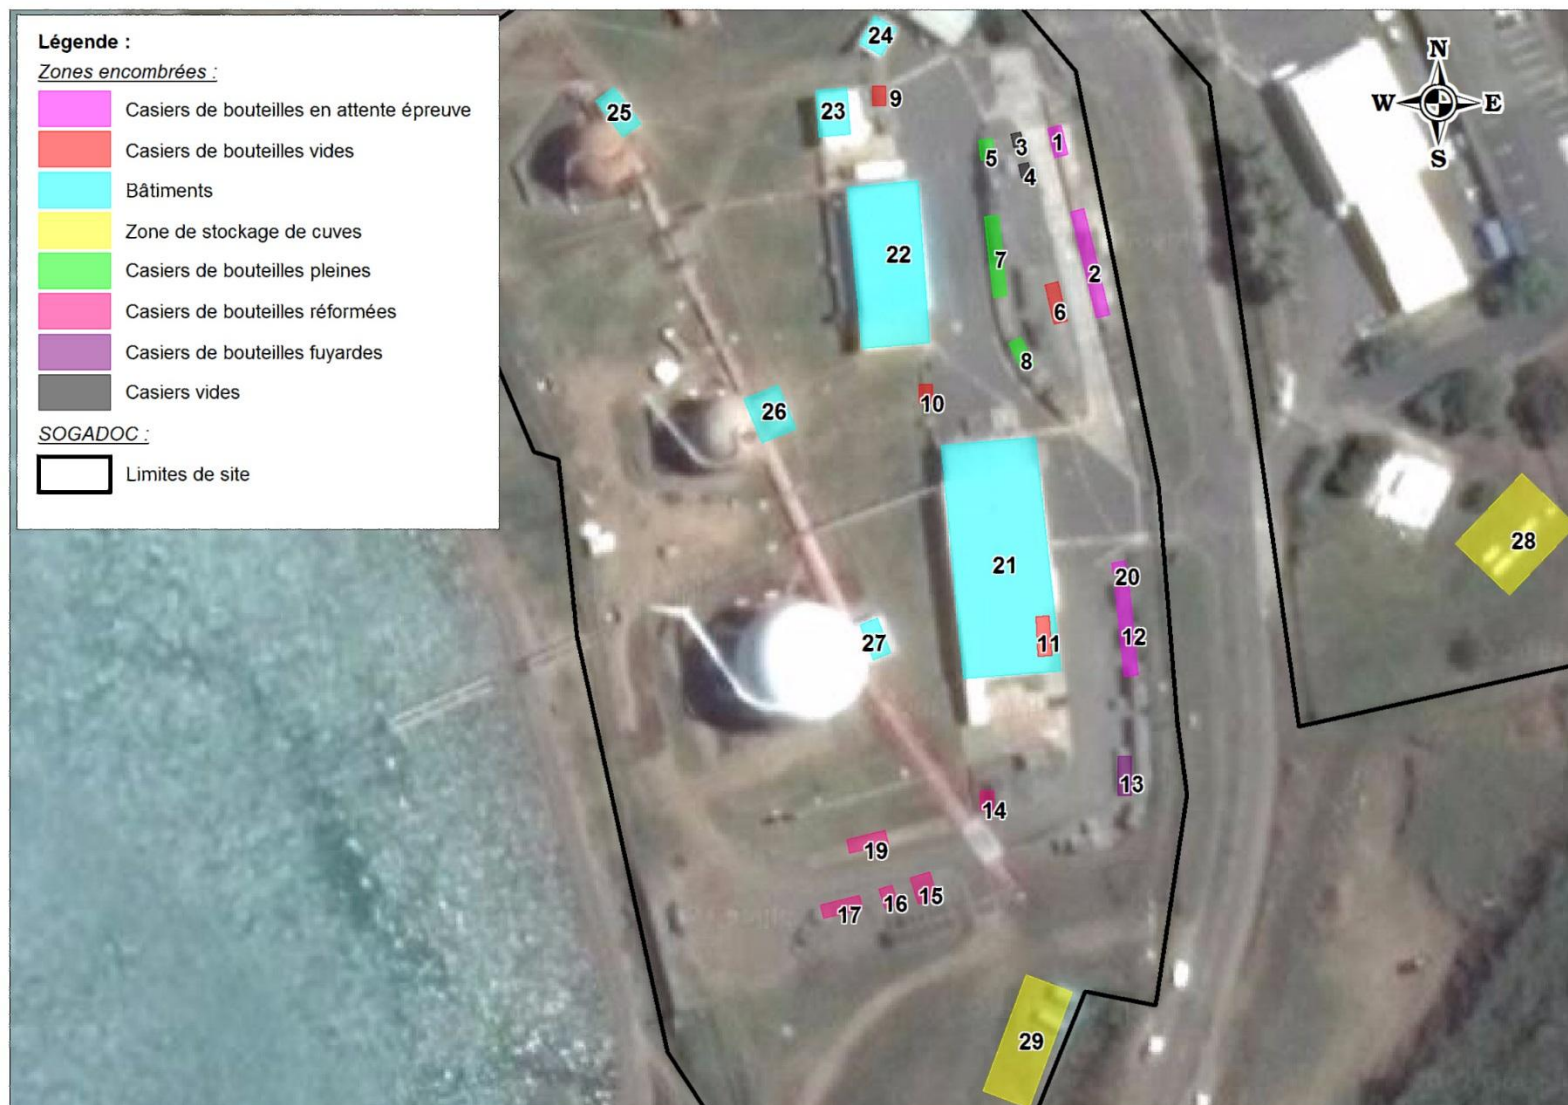 Légende :
Zones encombrées :
Casiers de bouteilles en attente épreuve
Casiers de bouteilles vides
Bâtiments
Zone de stockage de cuves
Casiers de bouteilles pleines
Casiers de bouteilles réformées
Casiers de bouteilles fuyardes
Casiers vides
SOGADOC :
Limites de site
N
W E
S
24
25
23
9
5
3
1
4
22
7
2
6
8
10
26
21
28
20
27
11
12
13
14
19
17
16
15
29